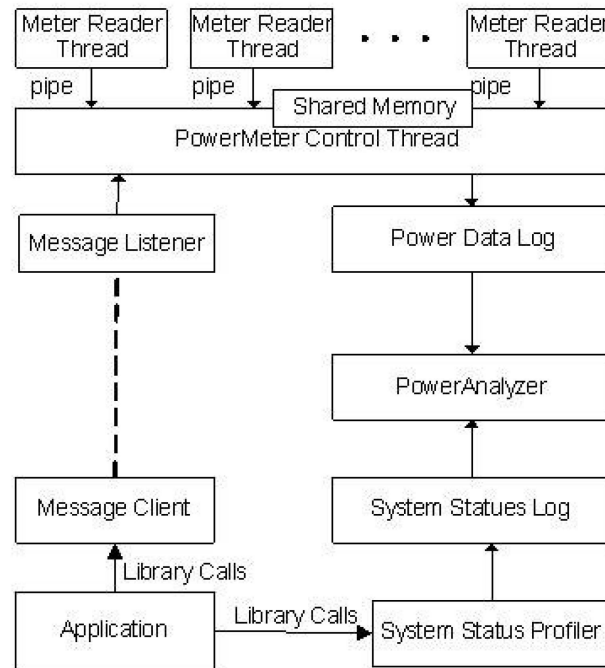 Meter Reader
Thread
Meter Reader
Thread
Meter Reader
Thread
pipe
pipe
pipe
Shared Memory
PowerMeter Control Thread
Message Listener
Power Data Log
PowerAnalyzer
Message Client
System Statues Log
Library Calls
Library Calls
Application
System Status Profiler